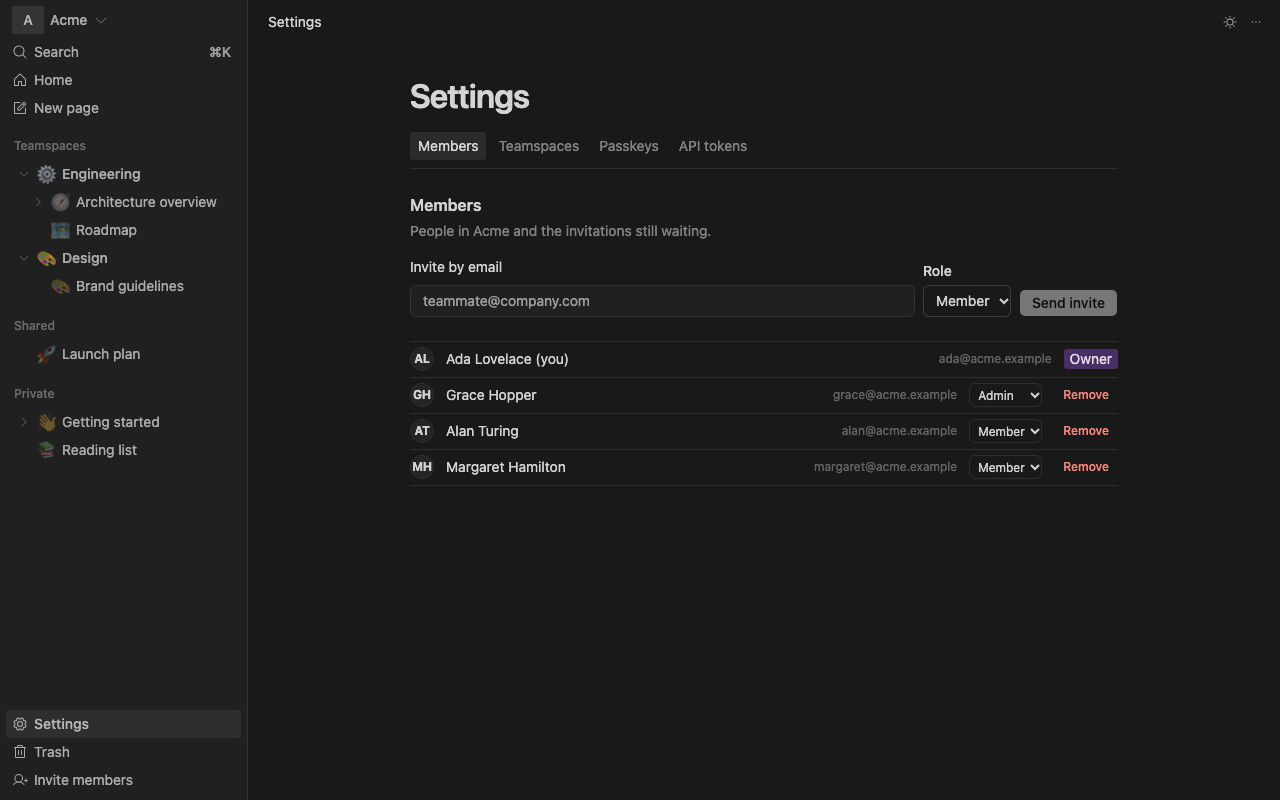 A Acme
Search ⌘K
Home
New page
Teamspaces
Engineering
Architecture overview
Roadmap
Design
Brand guidelines
Shared
Launch plan
Private
Getting started
Reading list
Settings
Trash
Invite members
Settings
Settings
Members Teamspaces Passkeys API tokens
Members
People in Acme and the invitations still waiting.
Invite by email Role
teammate@company.com Member Send invite
AL Ada Lovelace (you) ada@acme.example Owner
GH Grace Hopper grace@acme.example Admin Remove
AT Alan Turing alan@acme.example Member Remove
MH Margaret Hamilton margaret@acme.example Member Remove